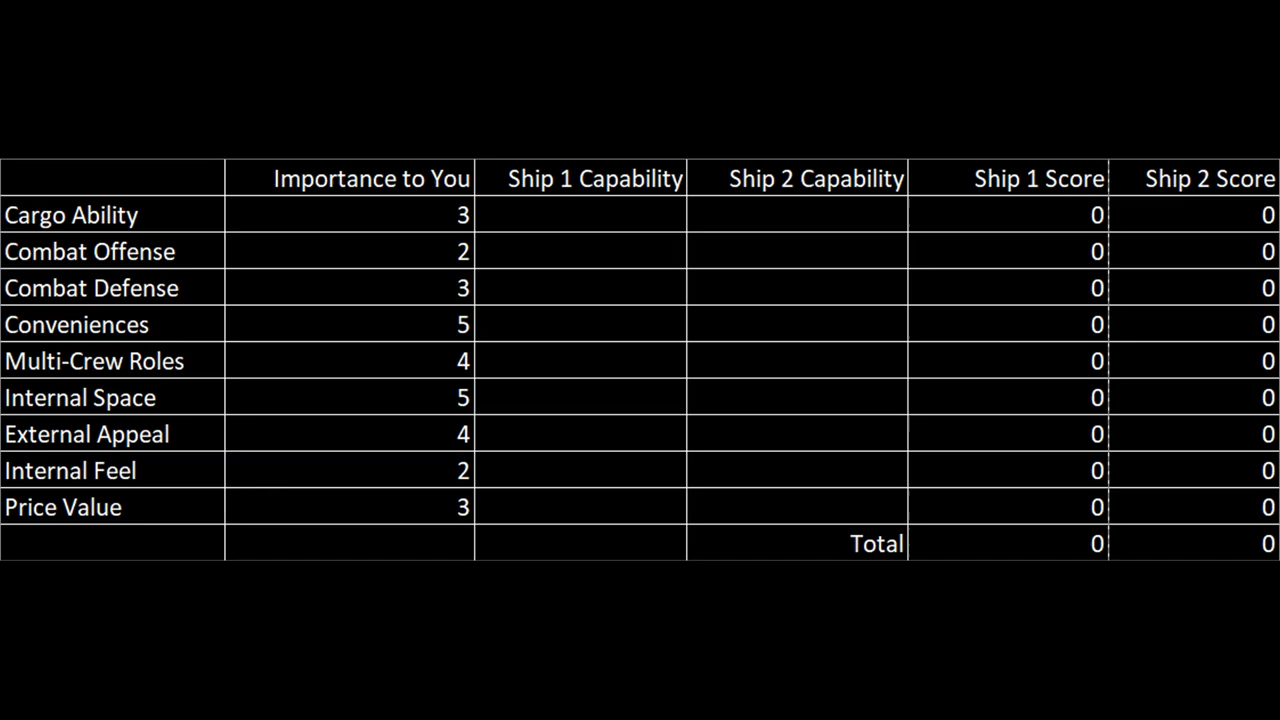 Importance to You Ship 1 Capability Ship 2 Capability Ship 1 Score Ship 2 Score
Cargo Ability 3 0 0
Combat Offense 2 0 0
Combat Defense 3 0 0
Conveniences 5 0 0
Multi-Crew Roles 4 0 0
Internal Space 5 0 0
External Appeal 4 0 0
Internal Feel 2 0 0
Price Value 3 0 0
Total 0 0